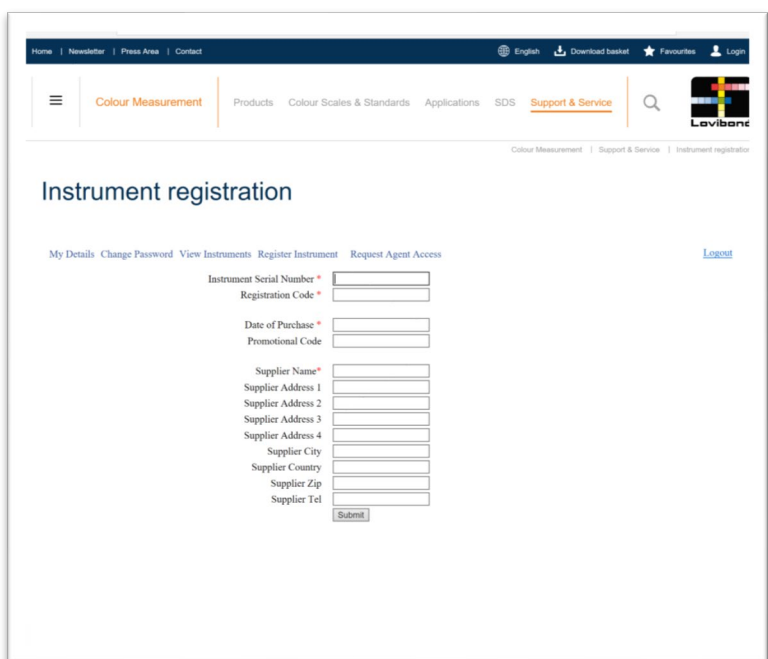 Home | Newsletter | Press Area | Contact English Download basket Favourites Login
Colour Measurement Products Colour Scales & Standards Applications SDS Support & Service Lovibond
Colour Measurement | Support & Service | Instrument registration
Instrument registration
My Details Change Password View Instruments Register Instrument Request Agent Access Logout
Instrument Serial Number *
Registration Code *
Date of Purchase *
Promotional Code
Supplier Name*
Supplier Address 1
Supplier Address 2
Supplier Address 3
Supplier Address 4
Supplier City
Supplier Country
Supplier Zip
Supplier Tel
Submit